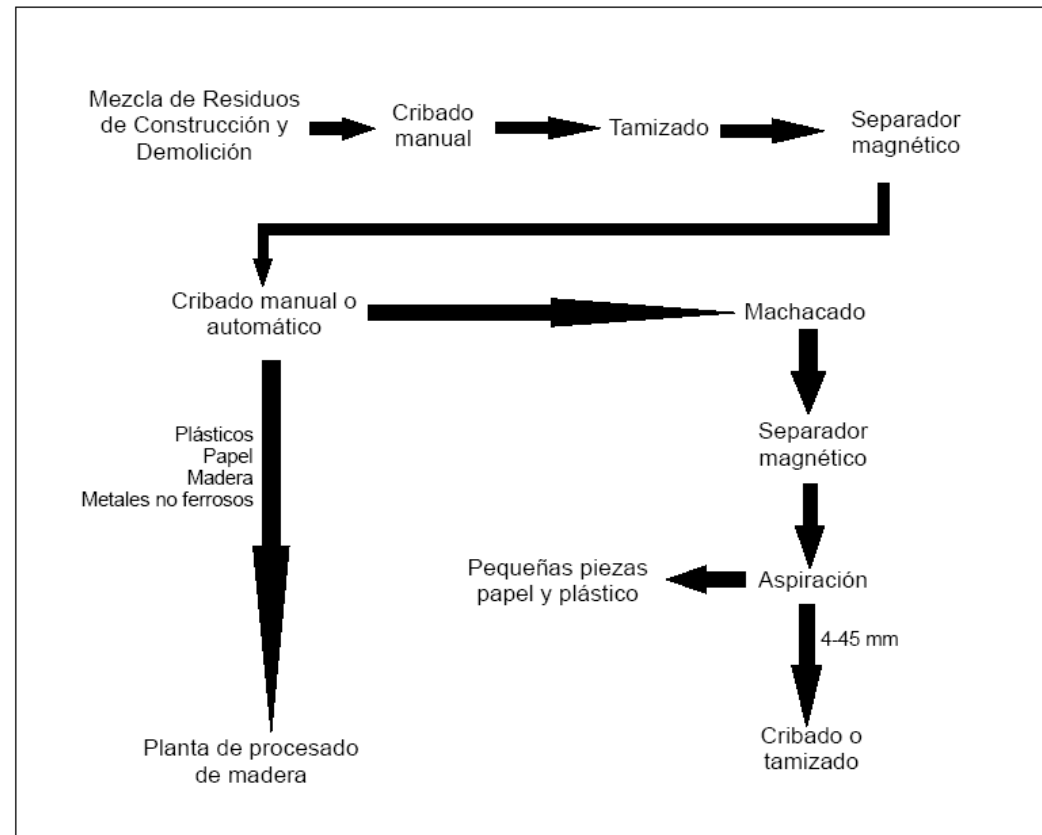 Mezcla de Residuos
de Construcción y
Demolición
Cribado
manual
Tamizado
Separador
magnético
Cribado manual o
automático
Machacado
Plásticos
Papel
Madera
Metales no ferrosos
Separador
magnético
Pequeñas piezas
papel y plástico
Aspiración
4-45 mm
Planta de procesado
de madera
Cribado o
tamizado